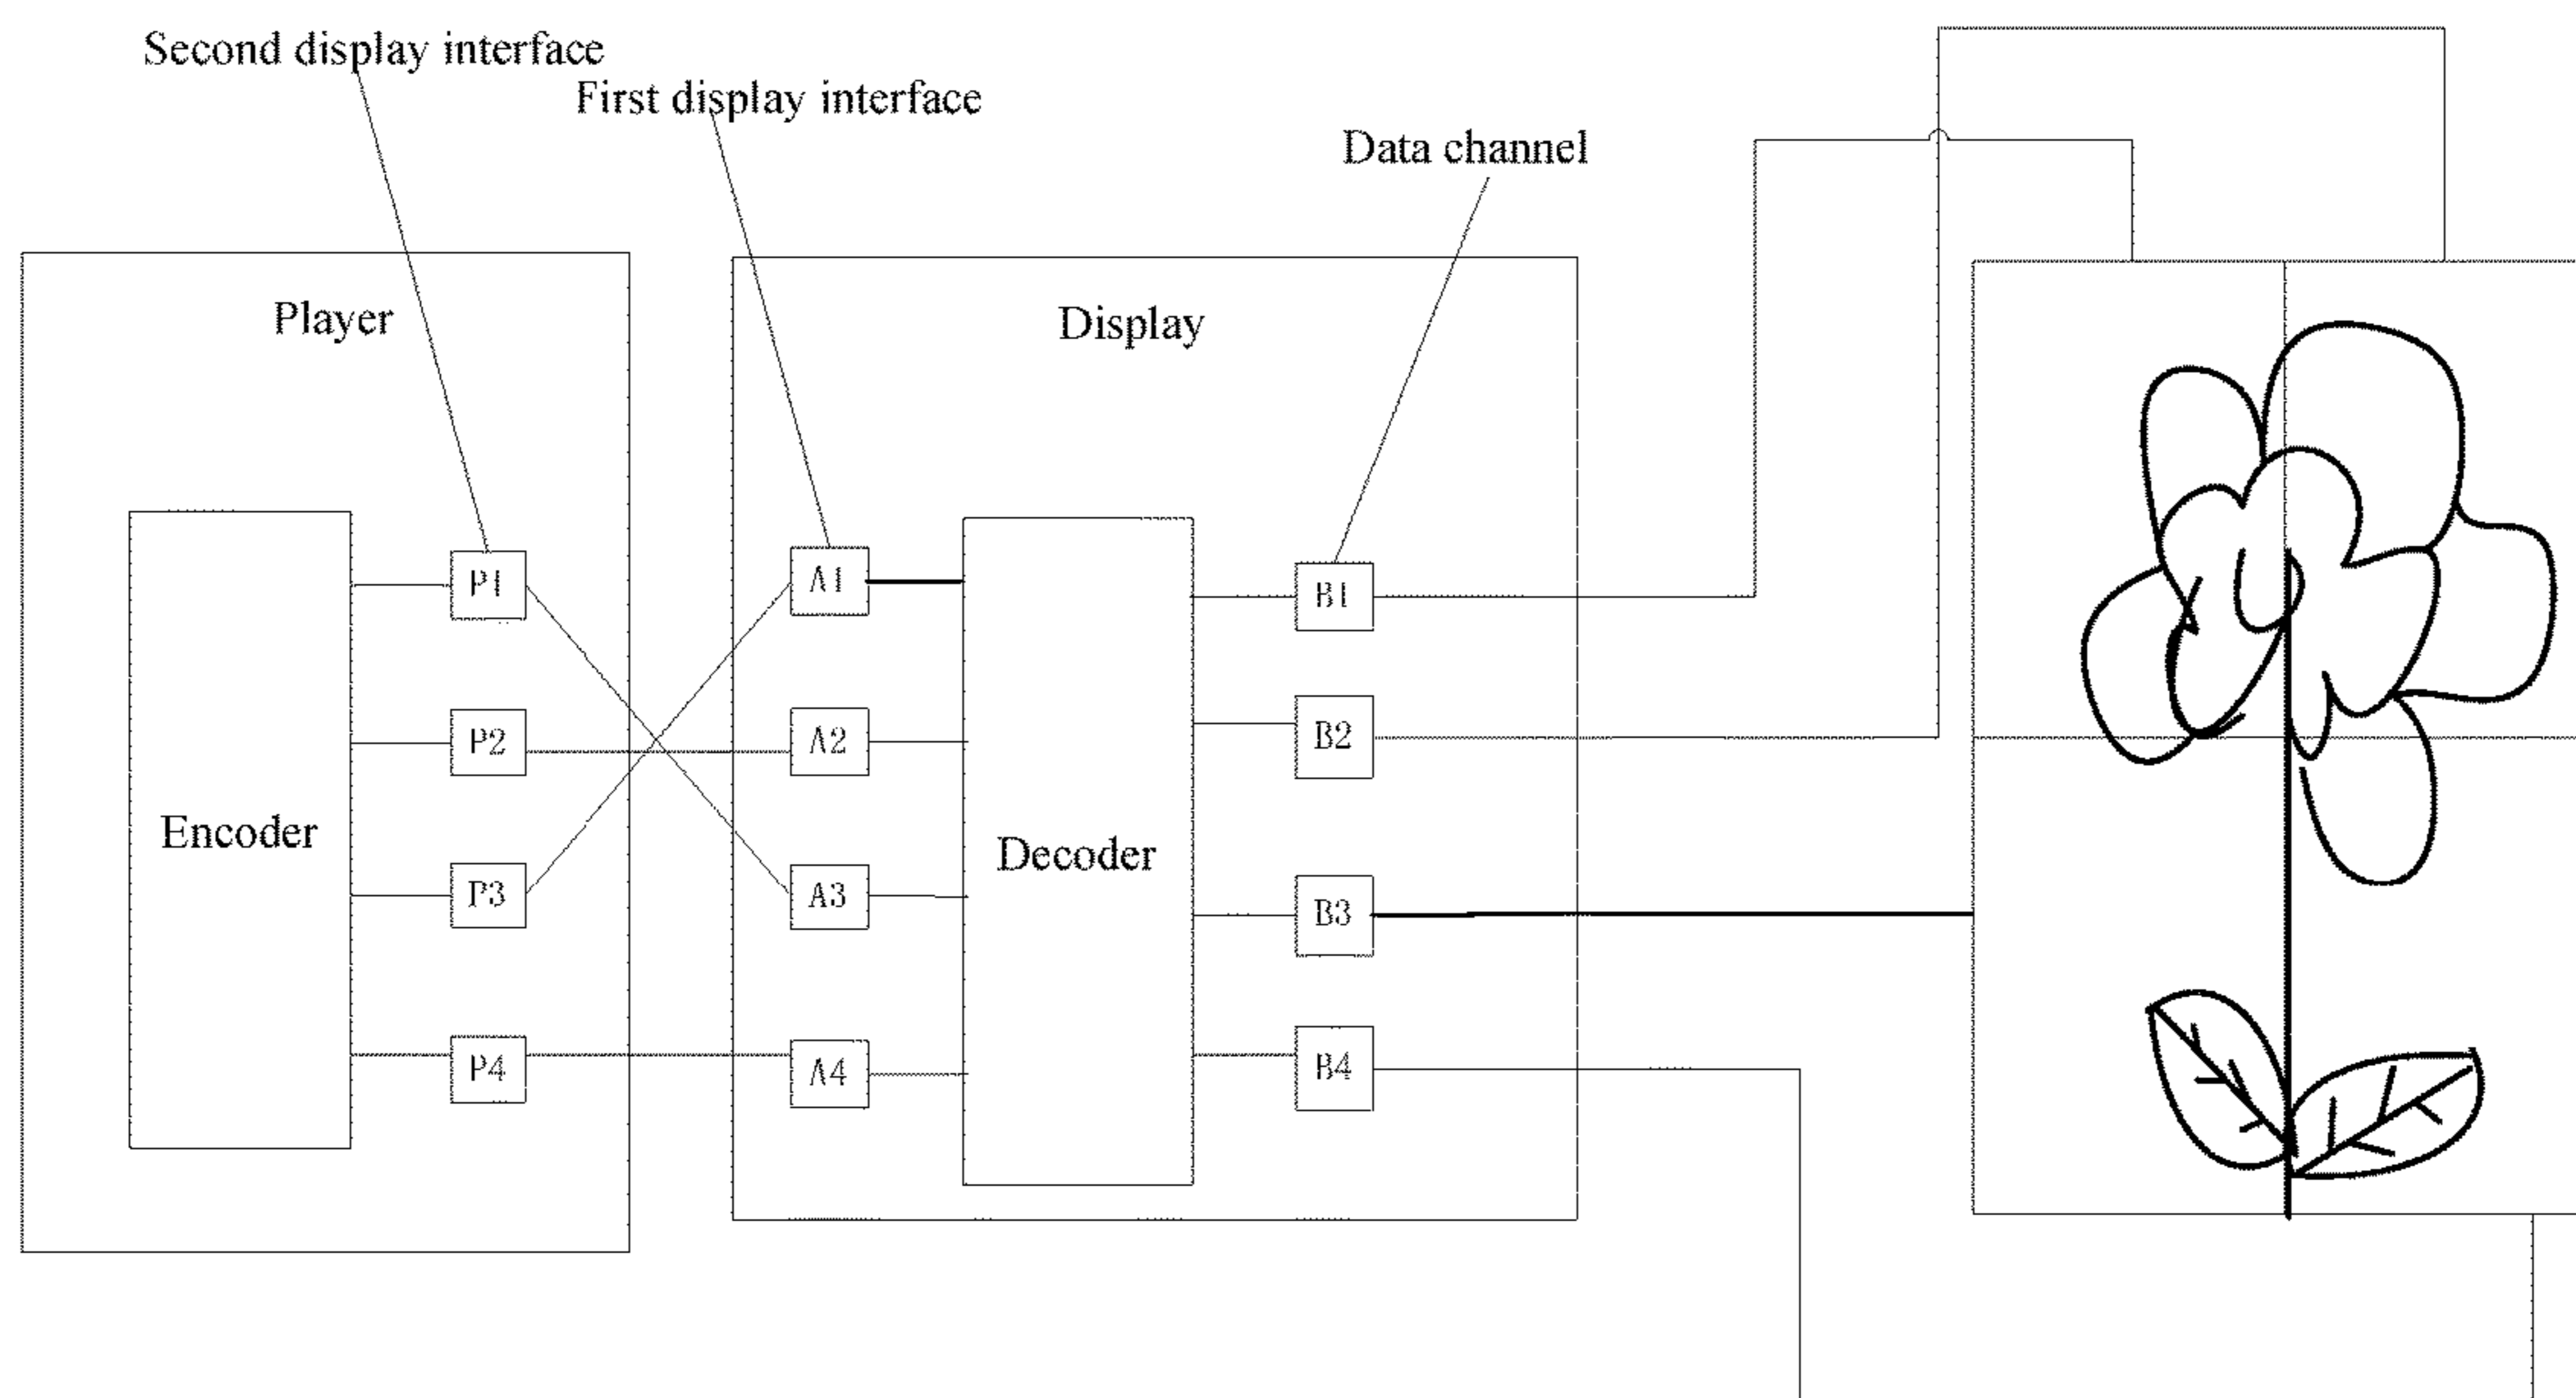 Second display interface
First display interface
Data channel
Player
Display
P1
A1
B1
P2
A2
B2
Encoder
Decoder
P3
A3
B3
P4
A4
B4